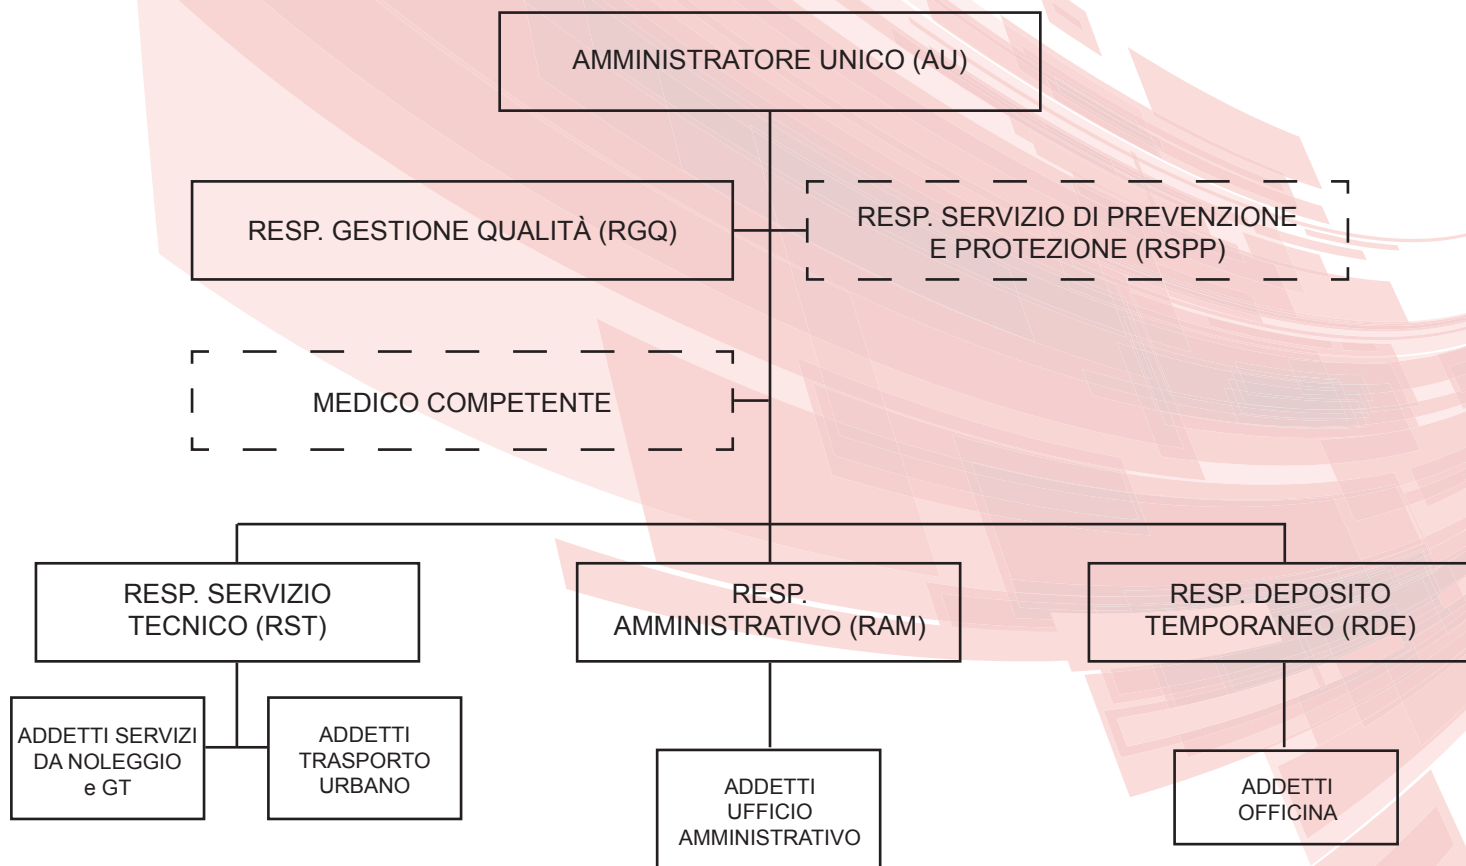 AMMINISTRATORE UNICO (AU)
RESP. GESTIONE QUALITÀ (RGQ)
RESP. SERVIZIO DI PREVENZIONE
E PROTEZIONE (RSPP)
MEDICO COMPETENTE
RESP. SERVIZIO
TECNICO (RST)
RESP.
AMMINISTRATIVO (RAM)
RESP. DEPOSITO
TEMPORANEO (RDE)
ADDETTI SERVIZI
DA NOLEGGIO
e GT
ADDETTI
TRASPORTO
URBANO
ADDETTI
UFFICIO
AMMINISTRATIVO
ADDETTI
OFFICINA